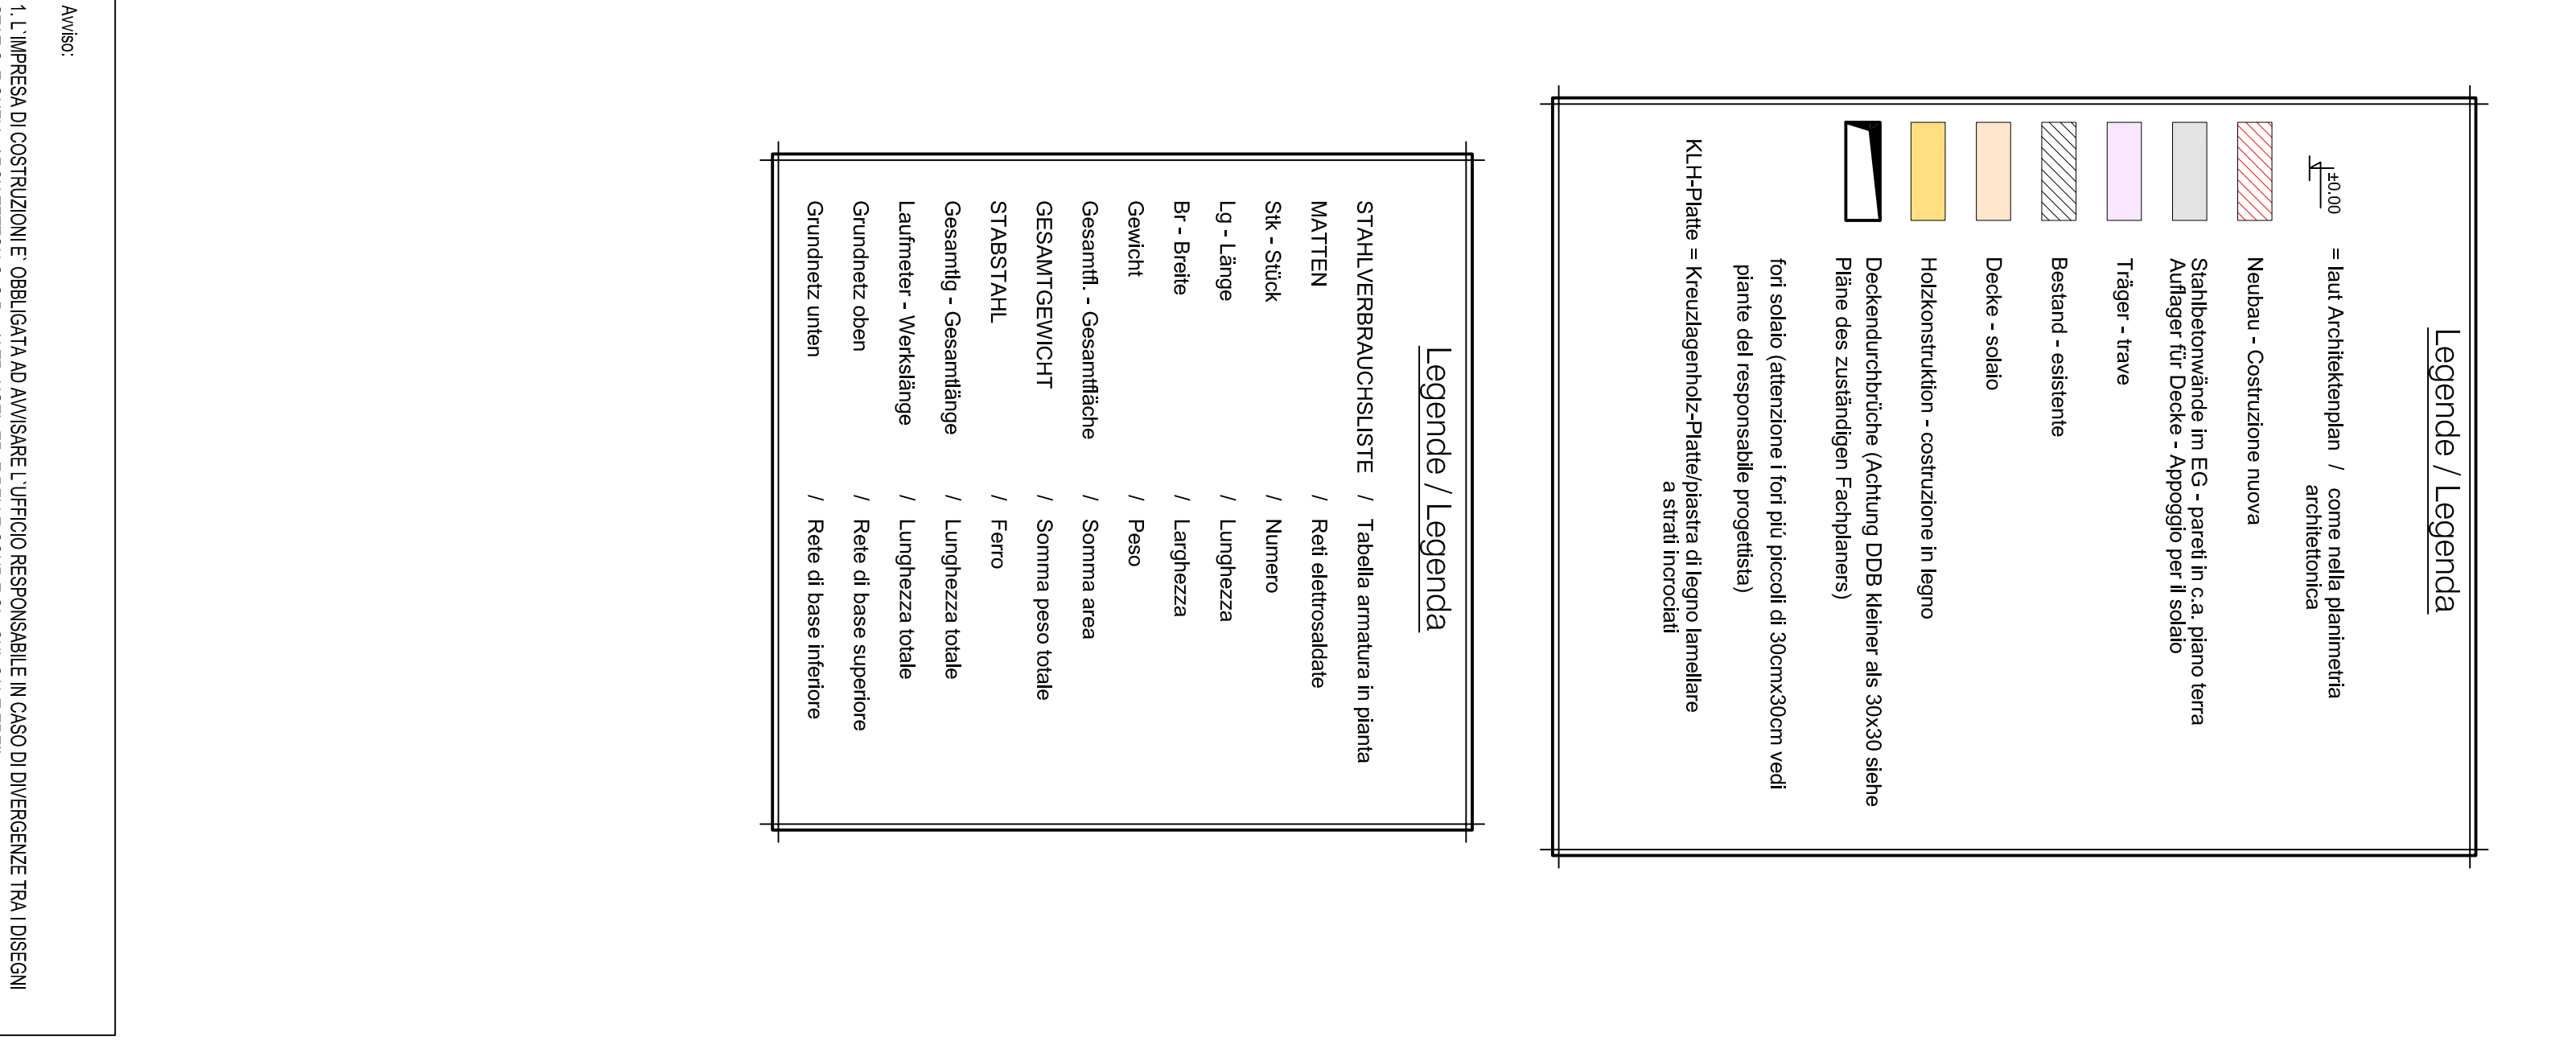 Legende / Legenda
±0.00 = laut Architektenplan / come nella planimetria
architettonica
Neubau - Costruzione nuova
Stahlbetonwände im EG - pareti in c.a. piano terra
Auflager für Decke - Appoggio per il solaio
Träger - trave
Bestand - esistente
Decke - solaio
Holzkonstruktion - costruzione in legno
Deckendurchbrüche (Achtung DDB kleiner als 30x30 siehe
Pläne des zuständigen Fachplaners)
fori solaio (attenzione i fori piú piccoli di 30cmx30cm vedi
piante del responsabile progettista)
KLH-Platte = Kreuzlagenholz-Platte/piastra di legno lamellare
a strati incrociati
Legende / Legenda
STAHLVERBRAUCHSLISTE / Tabella armatura in pianta
MATTEN / Reti elettrosaldate
Stk - Stück / Numero
Lg - Länge / Lunghezza
Br - Breite / Larghezza
Gewicht / Peso
Gesamtfl. - Gesamtfläche / Somma area
GESAMTGEWICHT / Somma peso totale
STABSTAHL / Ferro
Gesamtlg - Gesamtlänge / Lunghezza totale
Laufmeter - Werkslänge / Lunghezza totale
Grundnetz oben / Rete di base superiore
Grundnetz unten / Rete di base inferiore
Avviso:
1. L`IMPRESA DI COSTRUZIONI E` OBBLIGATA AD AVVISARE L`UFFICIO RESPONSABILE IN CASO DI DIVERGENZE TRA I DISEGNI